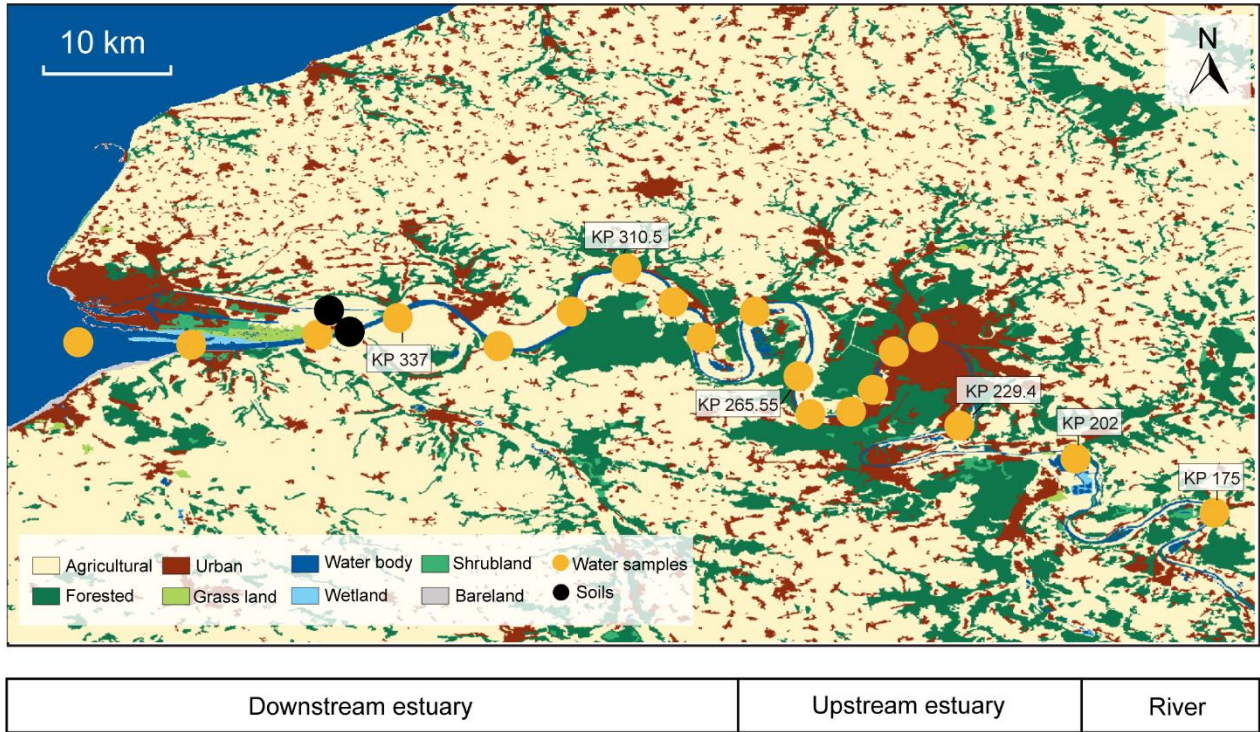 10 km
N
KP 310.5
KP 337
KP 265.55
KP 229.4
KP 202
KP 175
Agricultural
Urban
Water body
Shrubland
Water samples
Forested
Grass land
Wetland
Bareland
Soils
Downstream estuary
Upstream estuary
River